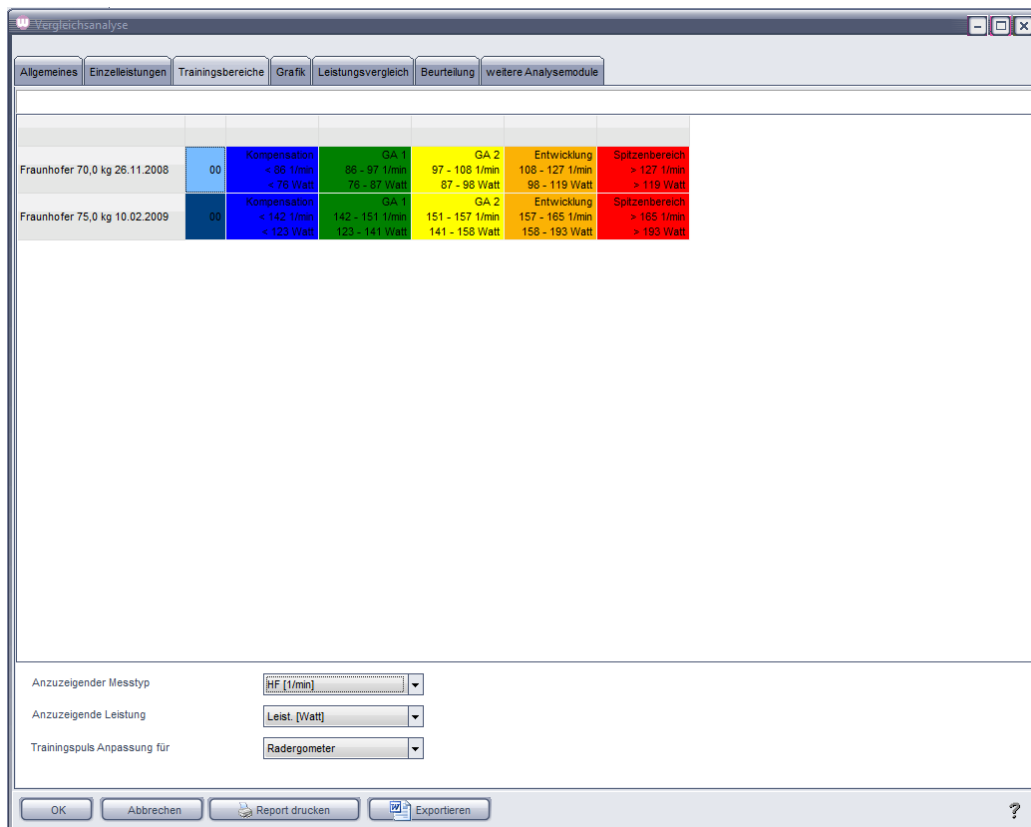 Vergleichsanalyse
Allgemeines Einzelleistungen Trainingsbereiche Grafik Leistungsvergleich Beurteilung weitere Analysemodule
Kompensation GA 1 GA 2 Entwicklung Spitzenbereich
Fraunhofer 70,0 kg 26.11.2008 00 < 86 1/min 86 - 97 1/min 97 - 108 1/min 108 - 127 1/min > 127 1/min
< 76 Watt 76 - 87 Watt 87 - 98 Watt 98 - 119 Watt > 119 Watt
Kompensation GA 1 GA 2 Entwicklung Spitzenbereich
Fraunhofer 75,0 kg 10.02.2009 00 < 142 1/min 142 - 151 1/min 151 - 157 1/min 157 - 165 1/min > 165 1/min
< 123 Watt 123 - 141 Watt 141 - 158 Watt 158 - 193 Watt > 193 Watt
Anzuzeigender Messtyp HF [1/min]
Anzuzeigende Leistung Leist. [Watt]
Trainingspuls Anpassung für Radergometer
OK Abbrechen Report drucken Exportieren ?